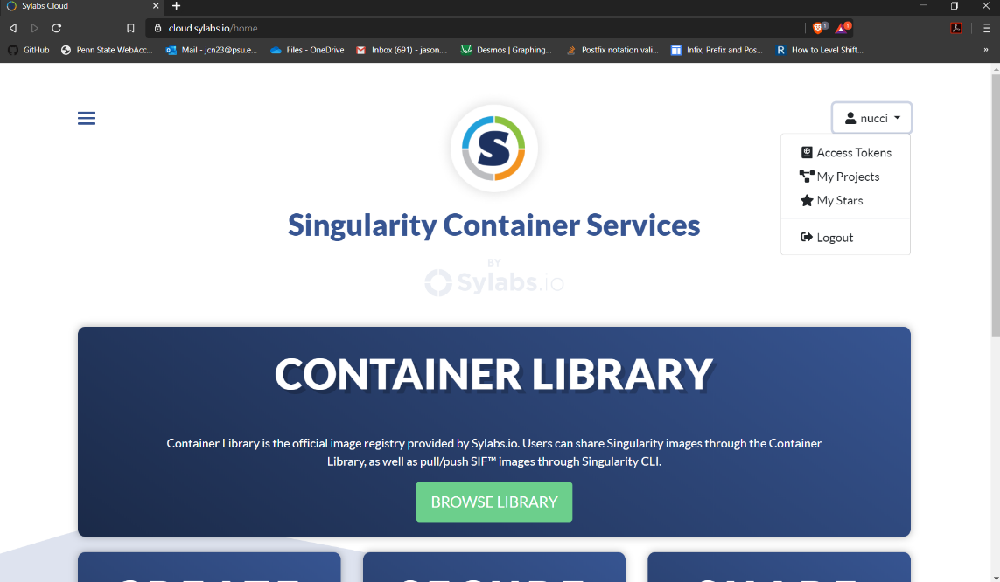 Sylabs Cloud
cloud.sylabs.io/home
GitHub
Penn State WebAcc...
Mail - jcn23@psu.e...
Files - OneDrive
Inbox (691) - jason....
Desmos | Graphing...
Postfix notation vali...
Infix, Prefix and Pos...
R
How to Level Shift...
»
nucci
Access Tokens
My Projects
My Stars
Logout
S
Singularity Container Services
BY
Sylabs.io
CONTAINER LIBRARY
Container Library is the official image registry provided by Sylabs.io. Users can share Singularity images through the Container
Library, as well as pull/push SIF™ images through Singularity CLI.
BROWSE LIBRARY